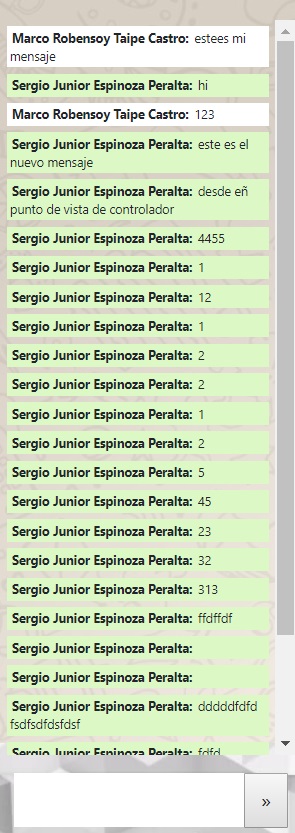 Marco Robensoy Taipe Castro: estees mi
mensaje
Sergio Junior Espinoza Peralta: hi
Marco Robensoy Taipe Castro: 123
Sergio Junior Espinoza Peralta: este es el
nuevo mensaje
Sergio Junior Espinoza Peralta: desde eñ
punto de vista de controlador
Sergio Junior Espinoza Peralta: 4455
Sergio Junior Espinoza Peralta: 1
Sergio Junior Espinoza Peralta: 12
Sergio Junior Espinoza Peralta: 1
Sergio Junior Espinoza Peralta: 2
Sergio Junior Espinoza Peralta: 2
Sergio Junior Espinoza Peralta: 1
Sergio Junior Espinoza Peralta: 2
Sergio Junior Espinoza Peralta: 5
Sergio Junior Espinoza Peralta: 45
Sergio Junior Espinoza Peralta: 23
Sergio Junior Espinoza Peralta: 32
Sergio Junior Espinoza Peralta: 313
Sergio Junior Espinoza Peralta: ffdffdf
Sergio Junior Espinoza Peralta:
Sergio Junior Espinoza Peralta:
Sergio Junior Espinoza Peralta: dddddfdfd
fsdfsdfdsfdsf
Sergio Junior Espinoza Peralta: fdfd
»